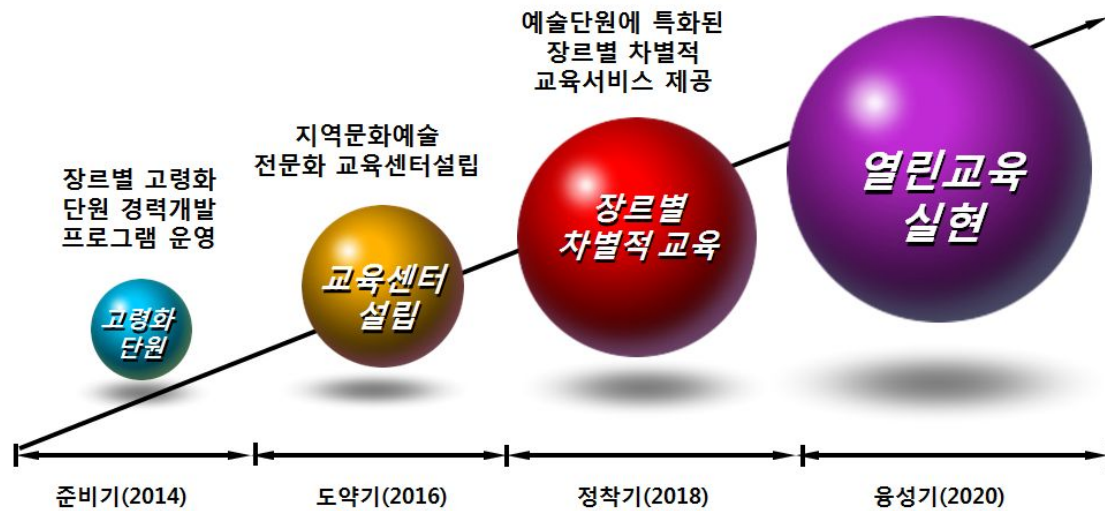 장르별 고령화
단원 경력개발
프로그램 운영
고령화
단원
지역문화예술
전문화 교육센터설립
교육센터
설립
예술단원에 특화된
장르별 차별적
교육서비스 제공
장르별
차별적 교육
열린교육
실현
준비기(2014)
도약기(2016)
정착기(2018)
융성기(2020)